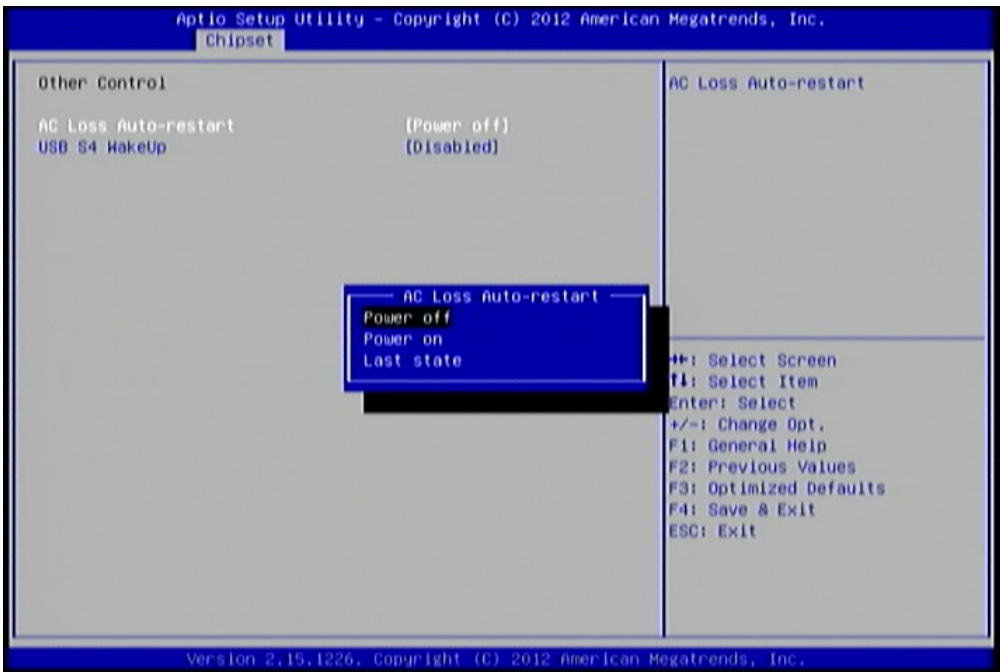 Aptio Setup Utility - Copyright (C) 2012 American Megatrends, Inc.
Chipset
Other Control
AC Loss Auto-restart [Power off]
USB S4 WakeUp [Disabled]
AC Loss Auto-restart
AC Loss Auto-restart
Power off
Power on
Last state
→←: Select Screen
↑↓: Select Item
Enter: Select
+/-: Change Opt.
F1: General Help
F2: Previous Values
F3: Optimized Defaults
F4: Save & Exit
ESC: Exit
Version 2.15.1226. Copyright (C) 2012 American Megatrends, Inc.